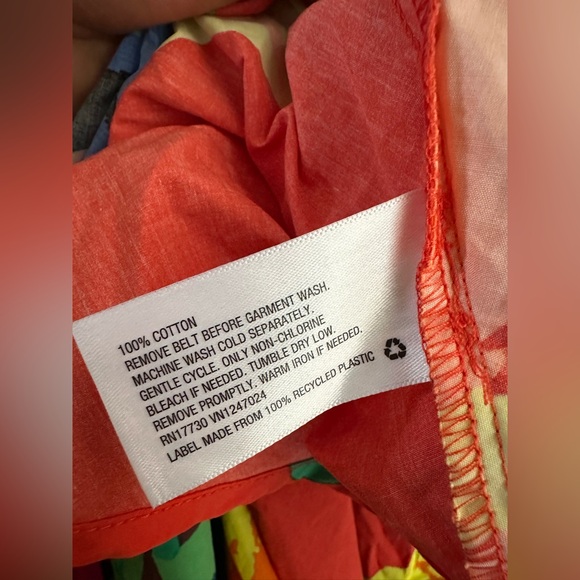 100% COTTON
REMOVE BELT BEFORE GARMENT WASH.
MACHINE WASH COLD SEPARATELY.
GENTLE CYCLE. ONLY NON-CHLORINE
BLEACH IF NEEDED. TUMBLE DRY LOW.
REMOVE PROMPTLY. WARM IRON IF NEEDED.
RN17730 VN1247024
LABEL MADE FROM 100% RECYCLED PLASTIC